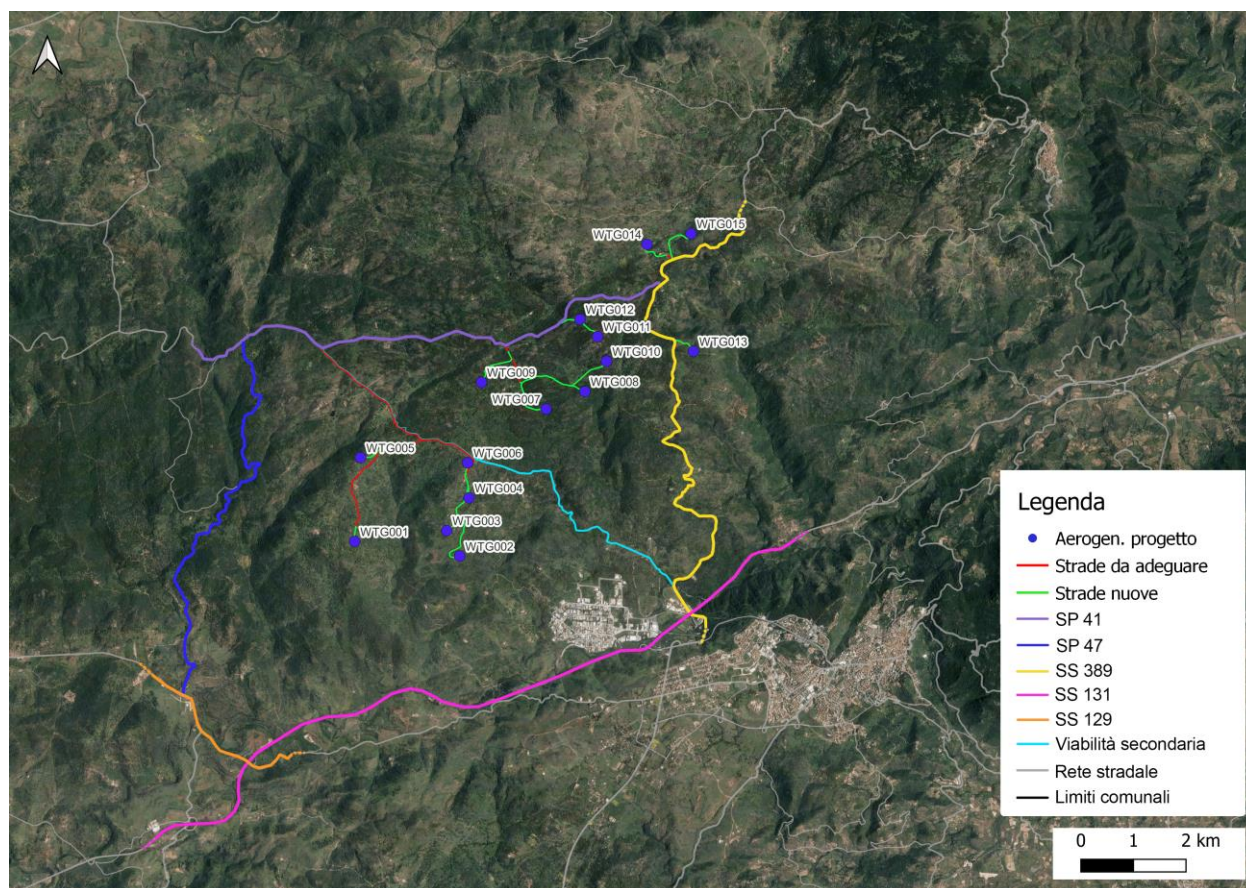 WTG015
WTG014
WTG012
WTG011
WTG013
WTG010
WTG009
WTG008
WTG007
WTG005
WTG006
WTG004
WTG003
WTG001
WTG002
Legenda
Aerogen. progetto
Strade da adeguare
Strade nuove
SP 41
SP 47
SS 389
SS 131
SS 129
Viabilità secondaria
Rete stradale
Limiti comunali
0 1 2 km